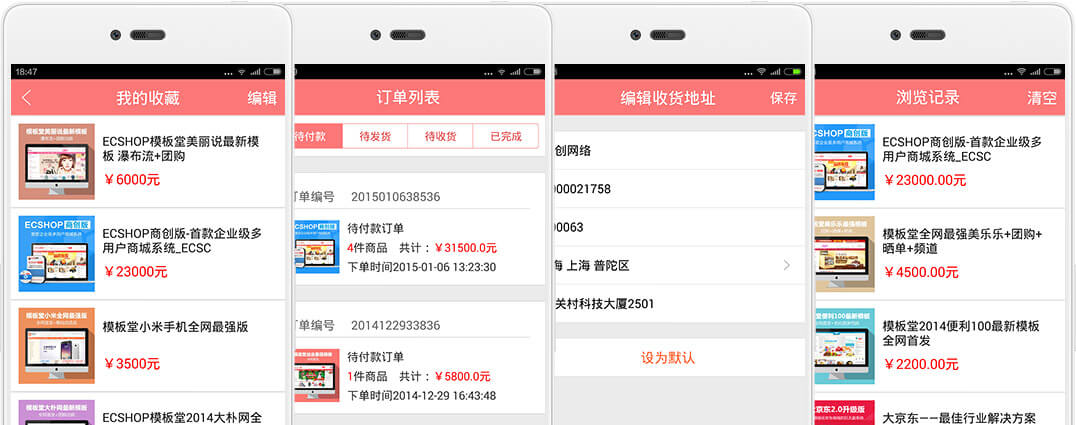 18:47
我的收藏
编辑
模板堂美丽说最新模板
瀑布流+团购
ECSHOP模板堂美丽说最新模
板 瀑布流+团购
￥6000元
ECSHOP商创版
ECSHOP商创版-首款企业级多
用户商城系统_ECSC
￥23000元
模板堂小米全网最强版
模板堂小米手机全网最强版
￥3500元
模板堂大朴网最新模板
ECSHOP模板堂2014大朴网全
订单列表
待付款
待发货
待收货
已完成
订单编号 2015010638536
待付款订单
4件商品 共计：￥31500.0元
下单时间2015-01-06 13:23:30
订单编号 2014122933836
待付款订单
1件商品 共计：￥5800.0元
下单时间2014-12-29 16:43:48
编辑收货地址
保存
创网络
000021758
0063
海 上海 普陀区
关村科技大厦2501
设为默认
浏览记录
清空
CSHOP商创版
ECSHOP商创版-首款企业级多
用户商城系统_ECSC
￥23000.00元
模板堂全网最强美乐乐+团购+
晒单+频道
￥4500.00元
堂便利100最新模板
模板堂2014便利100最新模板
全网首发
￥2200.00元
大京东2.0升级版
大京东——最佳行业解决方案